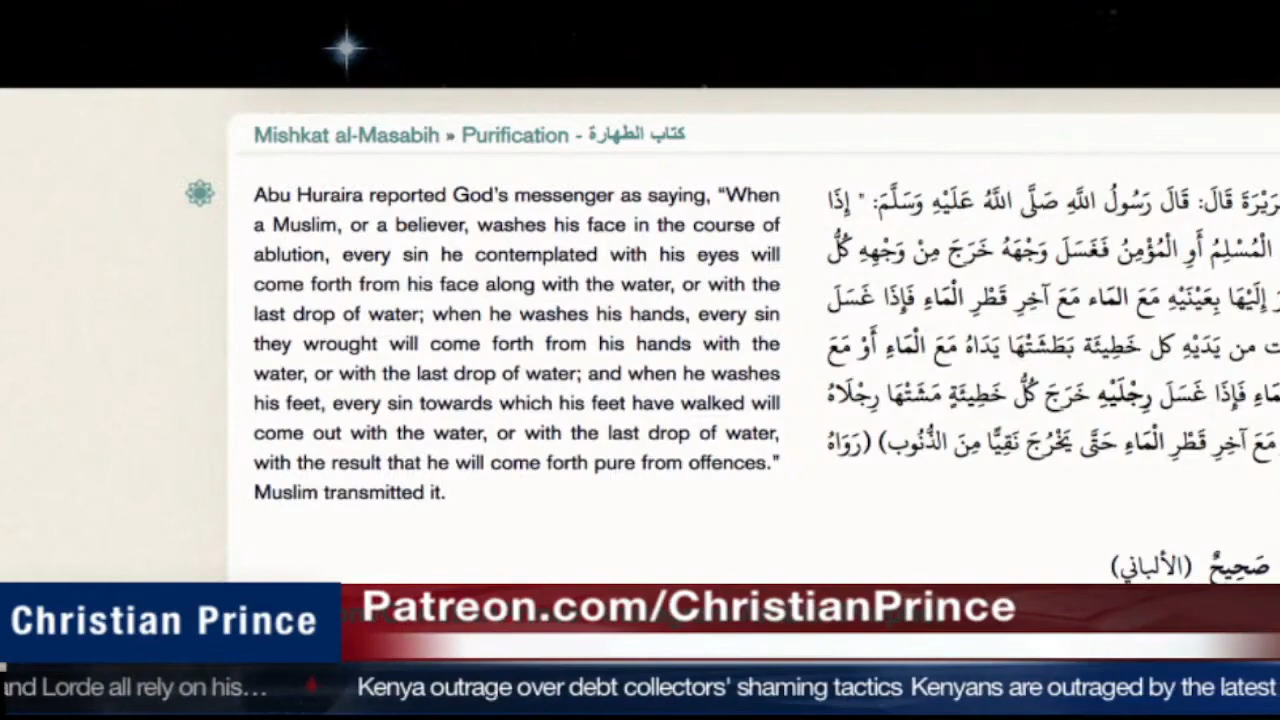 Mishkat al-Masabih » Purification - كتاب الطهارة
Abu Huraira reported God's messenger as saying, “When
a Muslim, or a believer, washes his face in the course of
ablution, every sin he contemplated with his eyes will
come forth from his face along with the water, or with the
last drop of water; when he washes his hands, every sin
they wrought will come forth from his hands with the
water, or with the last drop of water; and when he washes
his feet, every sin towards which his feet have walked will
come out with the water, or with the last drop of water,
with the result that he will come forth pure from offences.”
Muslim transmitted it.
قَالَ: قَالَ رَسُولُ اللَّهِ صَلَّى اللَّهُ عَلَيْهِ وَسَلَّمَ: " إِذَا
الْمُسْلِمُ أَوِ الْمُؤْمِنُ فَغَسَلَ وَجْهَهُ خَرَجَ مِنْ وَجْهِهِ كُلُّ
إِلَيْهَا بِعَيْنَيْهِ مَعَ المَاء مَعَ آخِرِ قَطْرِ الْمَاءِ فَإِذَا غَسَلَ
من يَدَيْهِ كل خَطِيئَة بَطَشَتْهَا يَدَاهُ مَعَ الْمَاءِ أَوْ مَعَ
فَإِذَا غَسَلَ رِجْلَيْهِ خَرَجَ كُلُّ خَطِيئَةٍ مَشَتْهَا رِجْلَاهُ
مَعَ آخِرِ قَطْرِ الْمَاءِ حَتَّى يَخْرُجَ نَقِيًّا مِنَ الذُّنُوب) (رَوَاهُ
صَحِيحٌ (الألباني)
Christian Prince
Patreon.com/ChristianPrince
and Lorde all rely on his… Kenya outrage over debt collectors' shaming tactics Kenyans are outraged by the latest